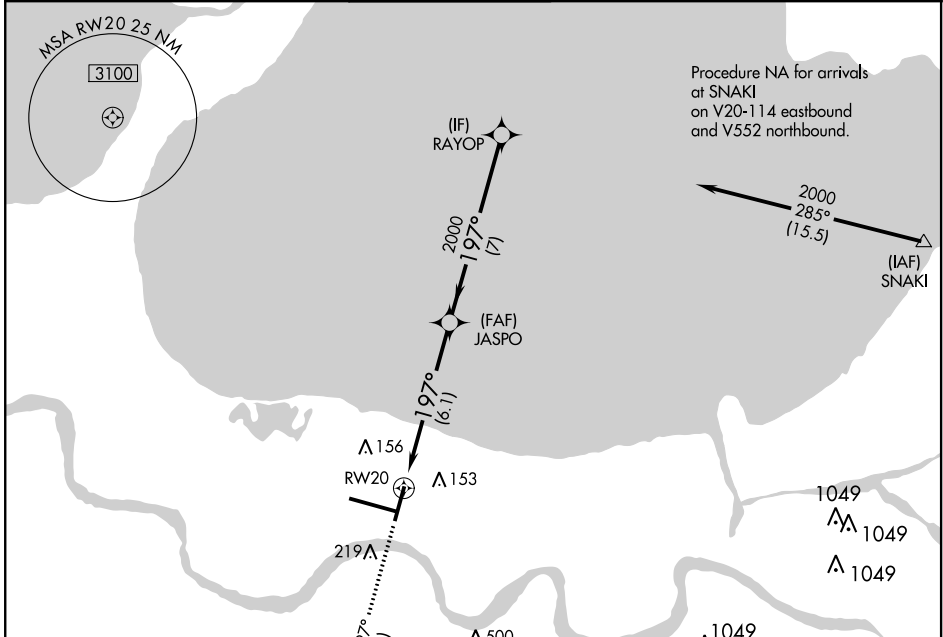 MSA RW20 25 NM
3100
Procedure NA for arrivals
at SNAKI
on V20-114 eastbound
and V552 northbound.
(IF)
RAYOP
2000
285°
(15.5)
(IAF)
SNAKI
2000
197°
(7)
(FAF)
JASPO
197°
(6.1)
156
RW20
153
1049
1049
219
1049
500
1049